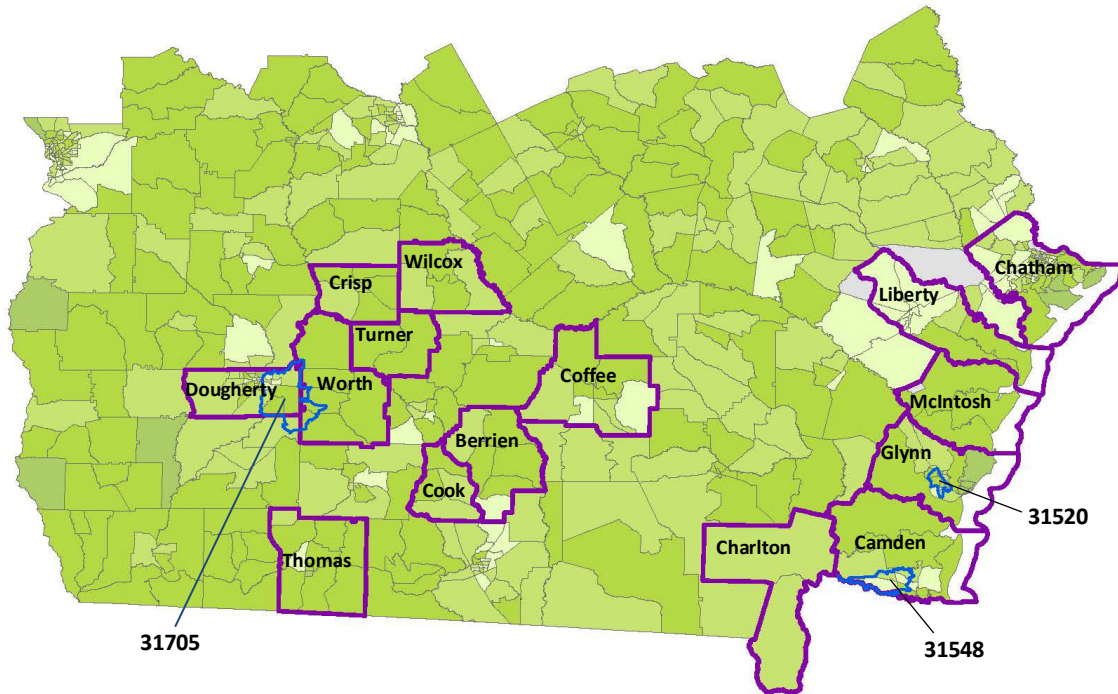 Wilcox
Crisp
Chatham
Liberty
Turner
Dougherty
Worth
Coffee
McIntosh
Berrien
Glynn
Cook
31520
Charlton
Camden
Thomas
31705
31548